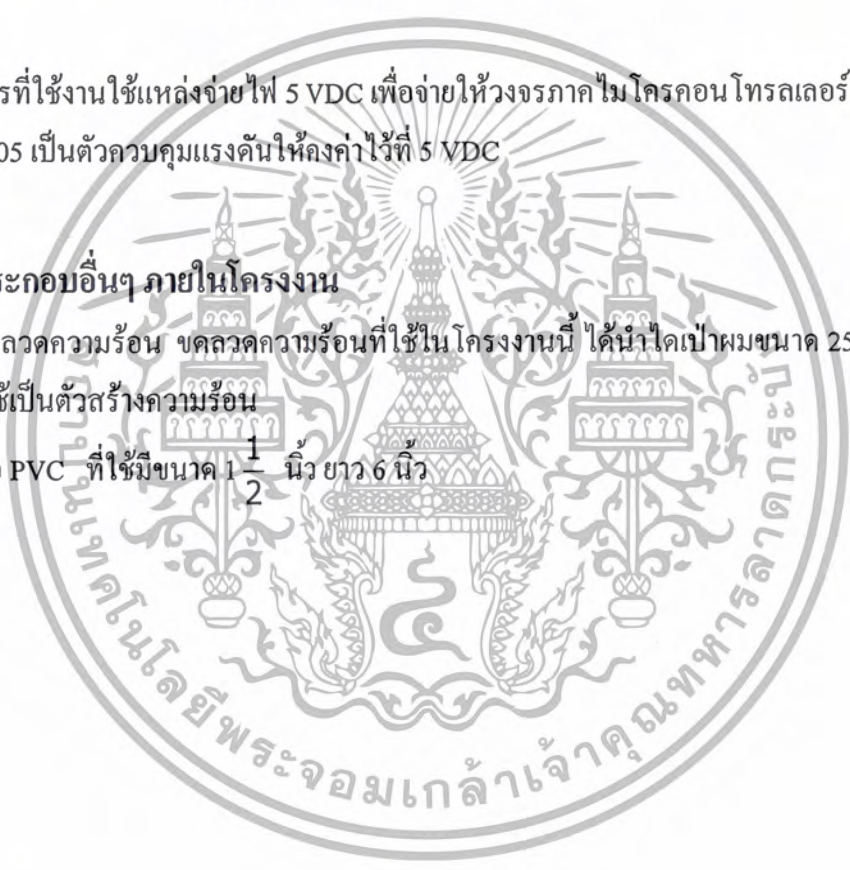 รที่ใช้งานใช้แหล่งจ่ายไฟ 5 VDC เพื่อจ่ายให้วงจรภาคไมโครคอนโทรลเลอร์
05 เป็นตัวควบคุมแรงดันให้คงค่าไว้ที่ 5 VDC
ระกอบอื่นๆ ภายในโครงงาน
ลวดความร้อน ขดลวดความร้อนที่ใช้ในโครงงานนี้ ได้นำไดเป่าผมขนาด 25
ช้เป็นตัวสร้างความร้อน
PVC ที่ใช้มีขนาด 1 1/2 นิ้ว ยาว 6 นิ้ว
สถาบันเทคโนโลยีพระจอมเกล้าเจ้าคุณทหารลาดกระบัง